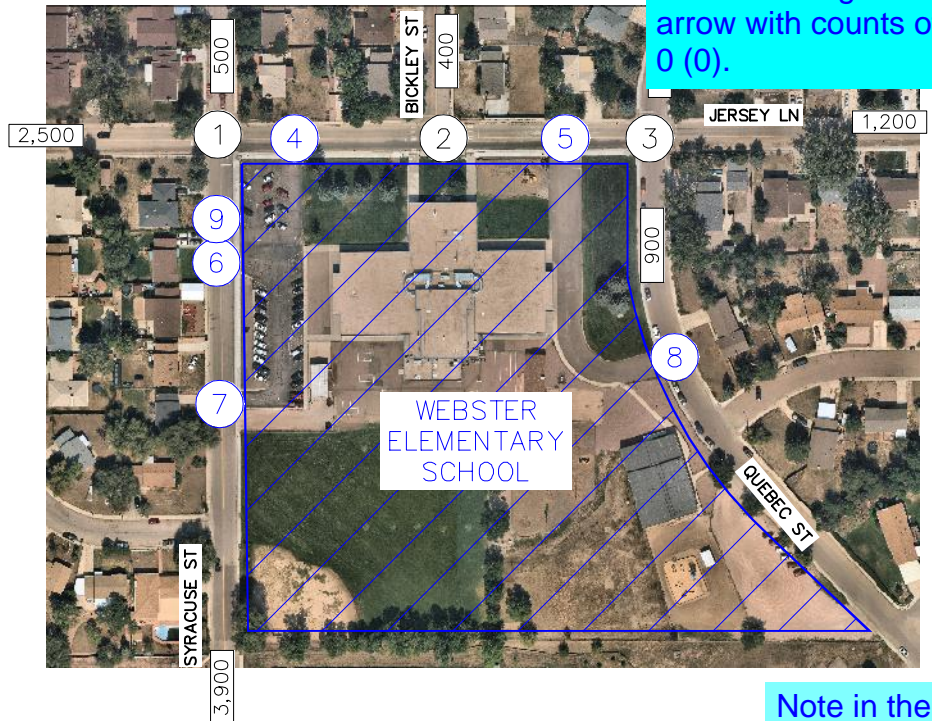 arrow with counts o
0 (0).
500
BICKLEY ST
400
JERSEY LN
2,500
1
4
2
5
3
1,200
9
6
900
8
7
WEBSTER
ELEMENTARY
SCHOOL
QUEBEC ST
SYRACUSE ST
3,900
Note in the